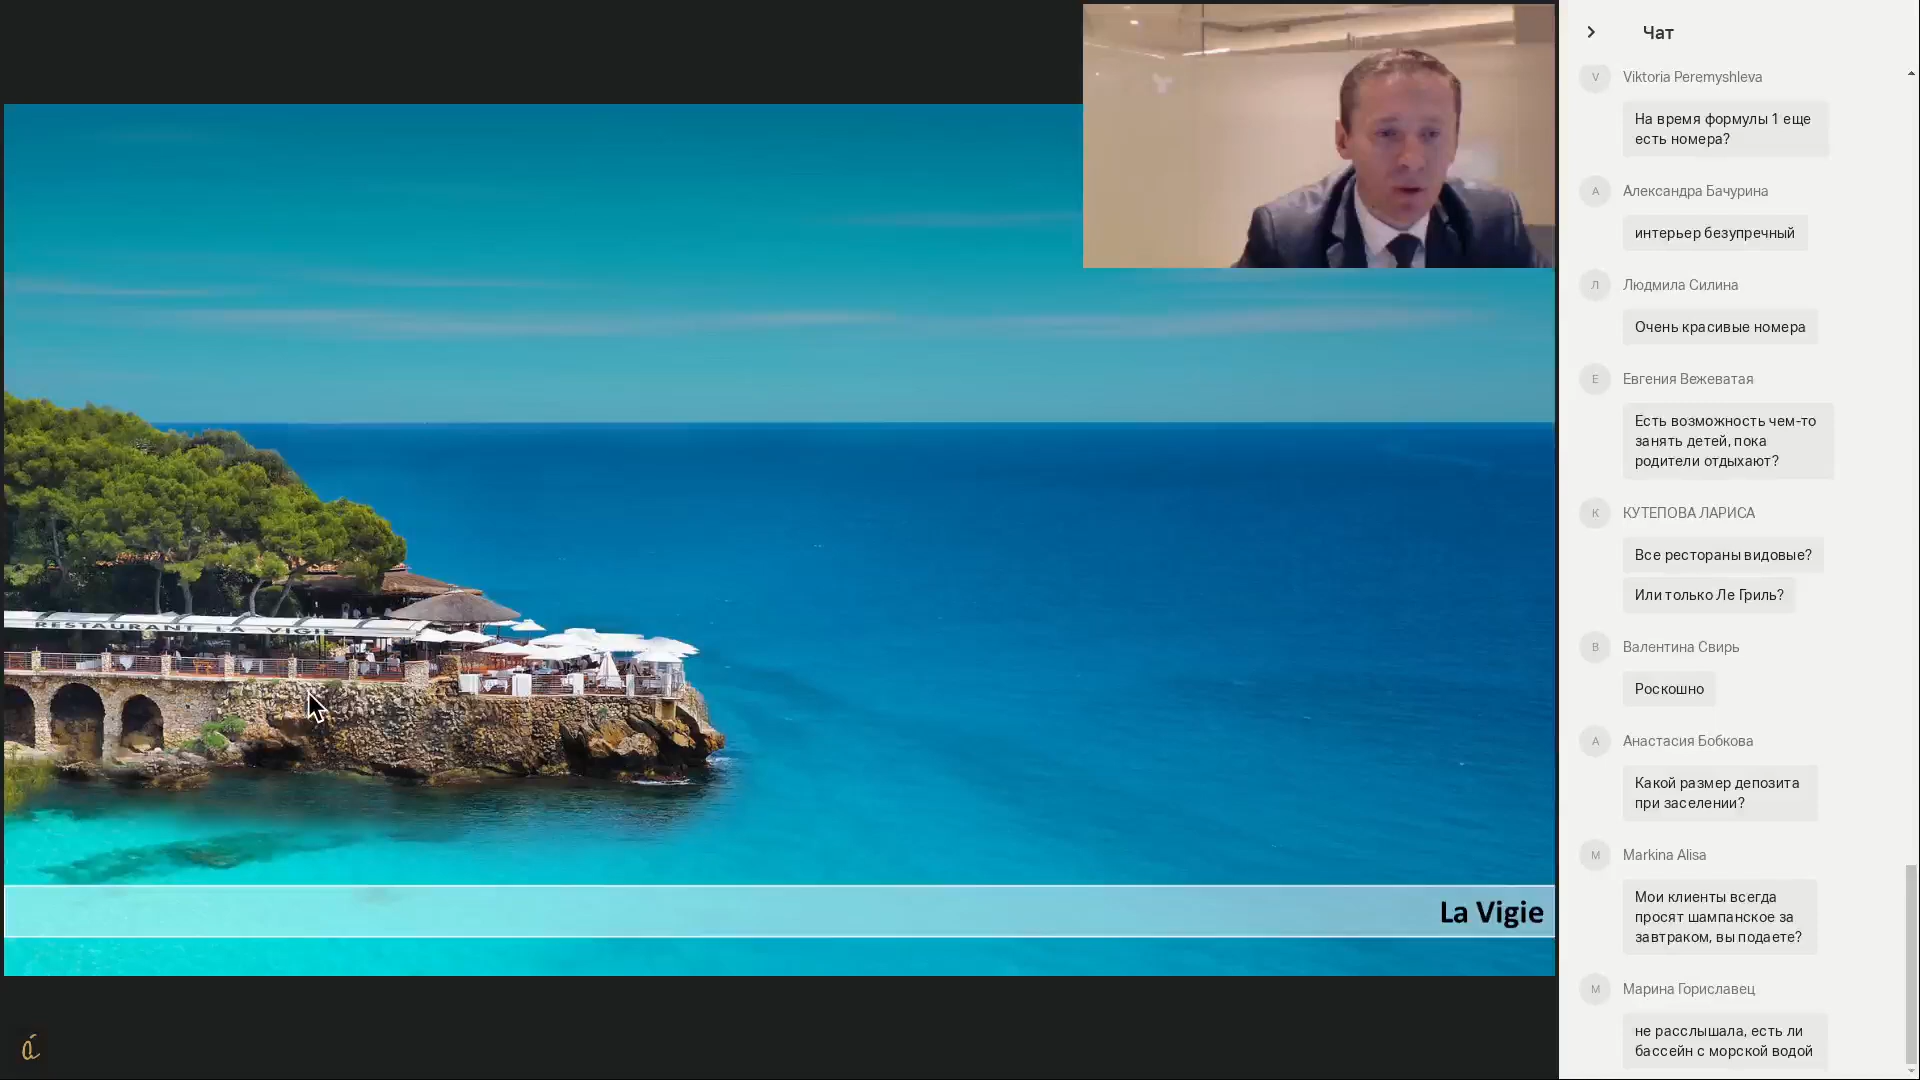 Чат
Viktoria Peremyshleva
На время формулы 1 еще
есть номера?
Александра Бачурина
интерьер безупречный
Людмила Силина
Очень красивые номера
Евгения Вежеватая
Есть возможность чем-то
занять детей, пока
родители отдыхают?
КУТЕПОВА ЛАРИСА
Все рестораны видовые?
Или только Ле Гриль?
Валентина Свирь
Роскошно
Анастасия Бобкова
Какой размер депозита
при заселении?
Markina Alisa
Мои клиенты всегда
просят шампанское за
завтраком, вы подаете?
Марина Гориславец
не расслышала, есть ли
бассейн с морской водой
RESTAURANT LA VIGIE
La Vigie
á
V
А
Л
Е
К
В
А
M
М